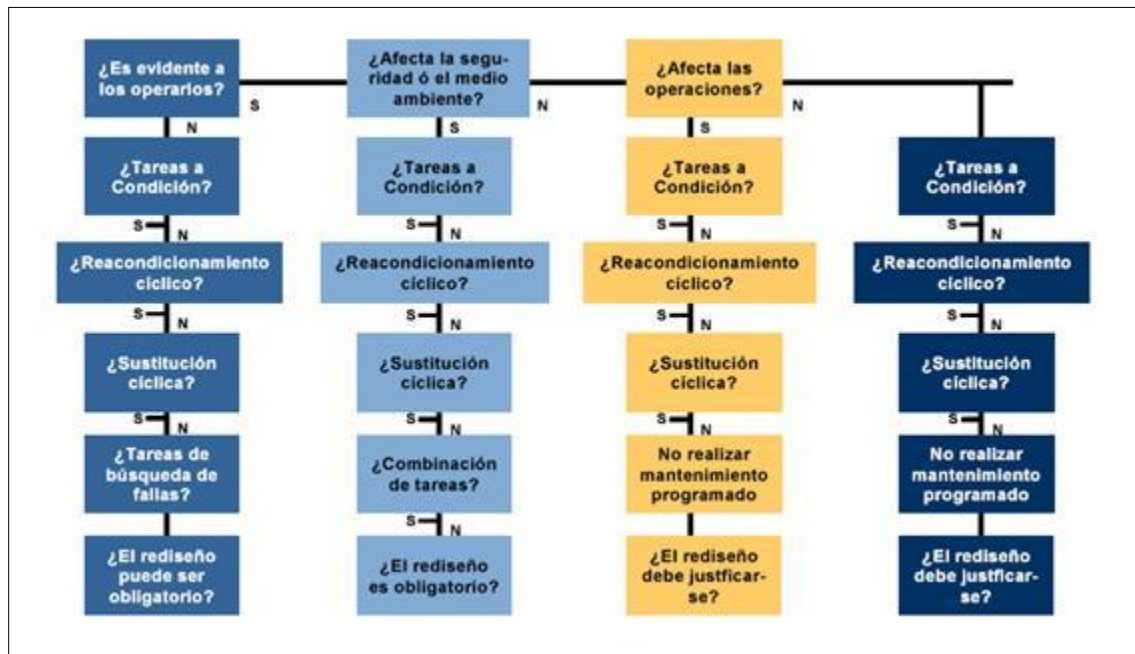 ¿Es evidente a
los operarios?
S
N
¿Tareas a
Condición?
S
N
¿Reacondicionamiento
cíclico?
S
N
¿Sustitución
cíclica?
S
N
¿Tareas de
búsqueda de
fallas?
¿El rediseño
puede ser
obligatorio?
¿Afecta la segu-
ridad ó el medio
ambiente?
N
S
¿Tareas a
Condición?
S
N
¿Reacondicionamiento
cíclico?
S
N
¿Sustitución
cíclica?
S
N
¿Combinación
de tareas?
S
N
¿El rediseño
es obligatorio?
¿Afecta las
operaciones?
N
S
¿Tareas a
Condición?
S
N
¿Reacondicionamiento
cíclico?
S
N
¿Sustitución
cíclica?
S
N
No realizar
mantenimiento
programado
¿El rediseño
debe justficar-
se?
¿Tareas a
Condición?
S
N
¿Reacondicionamiento
cíclico?
S
N
¿Sustitución
cíclica?
S
N
No realizar
mantenimiento
programado
¿El rediseño
debe justficar-
se?